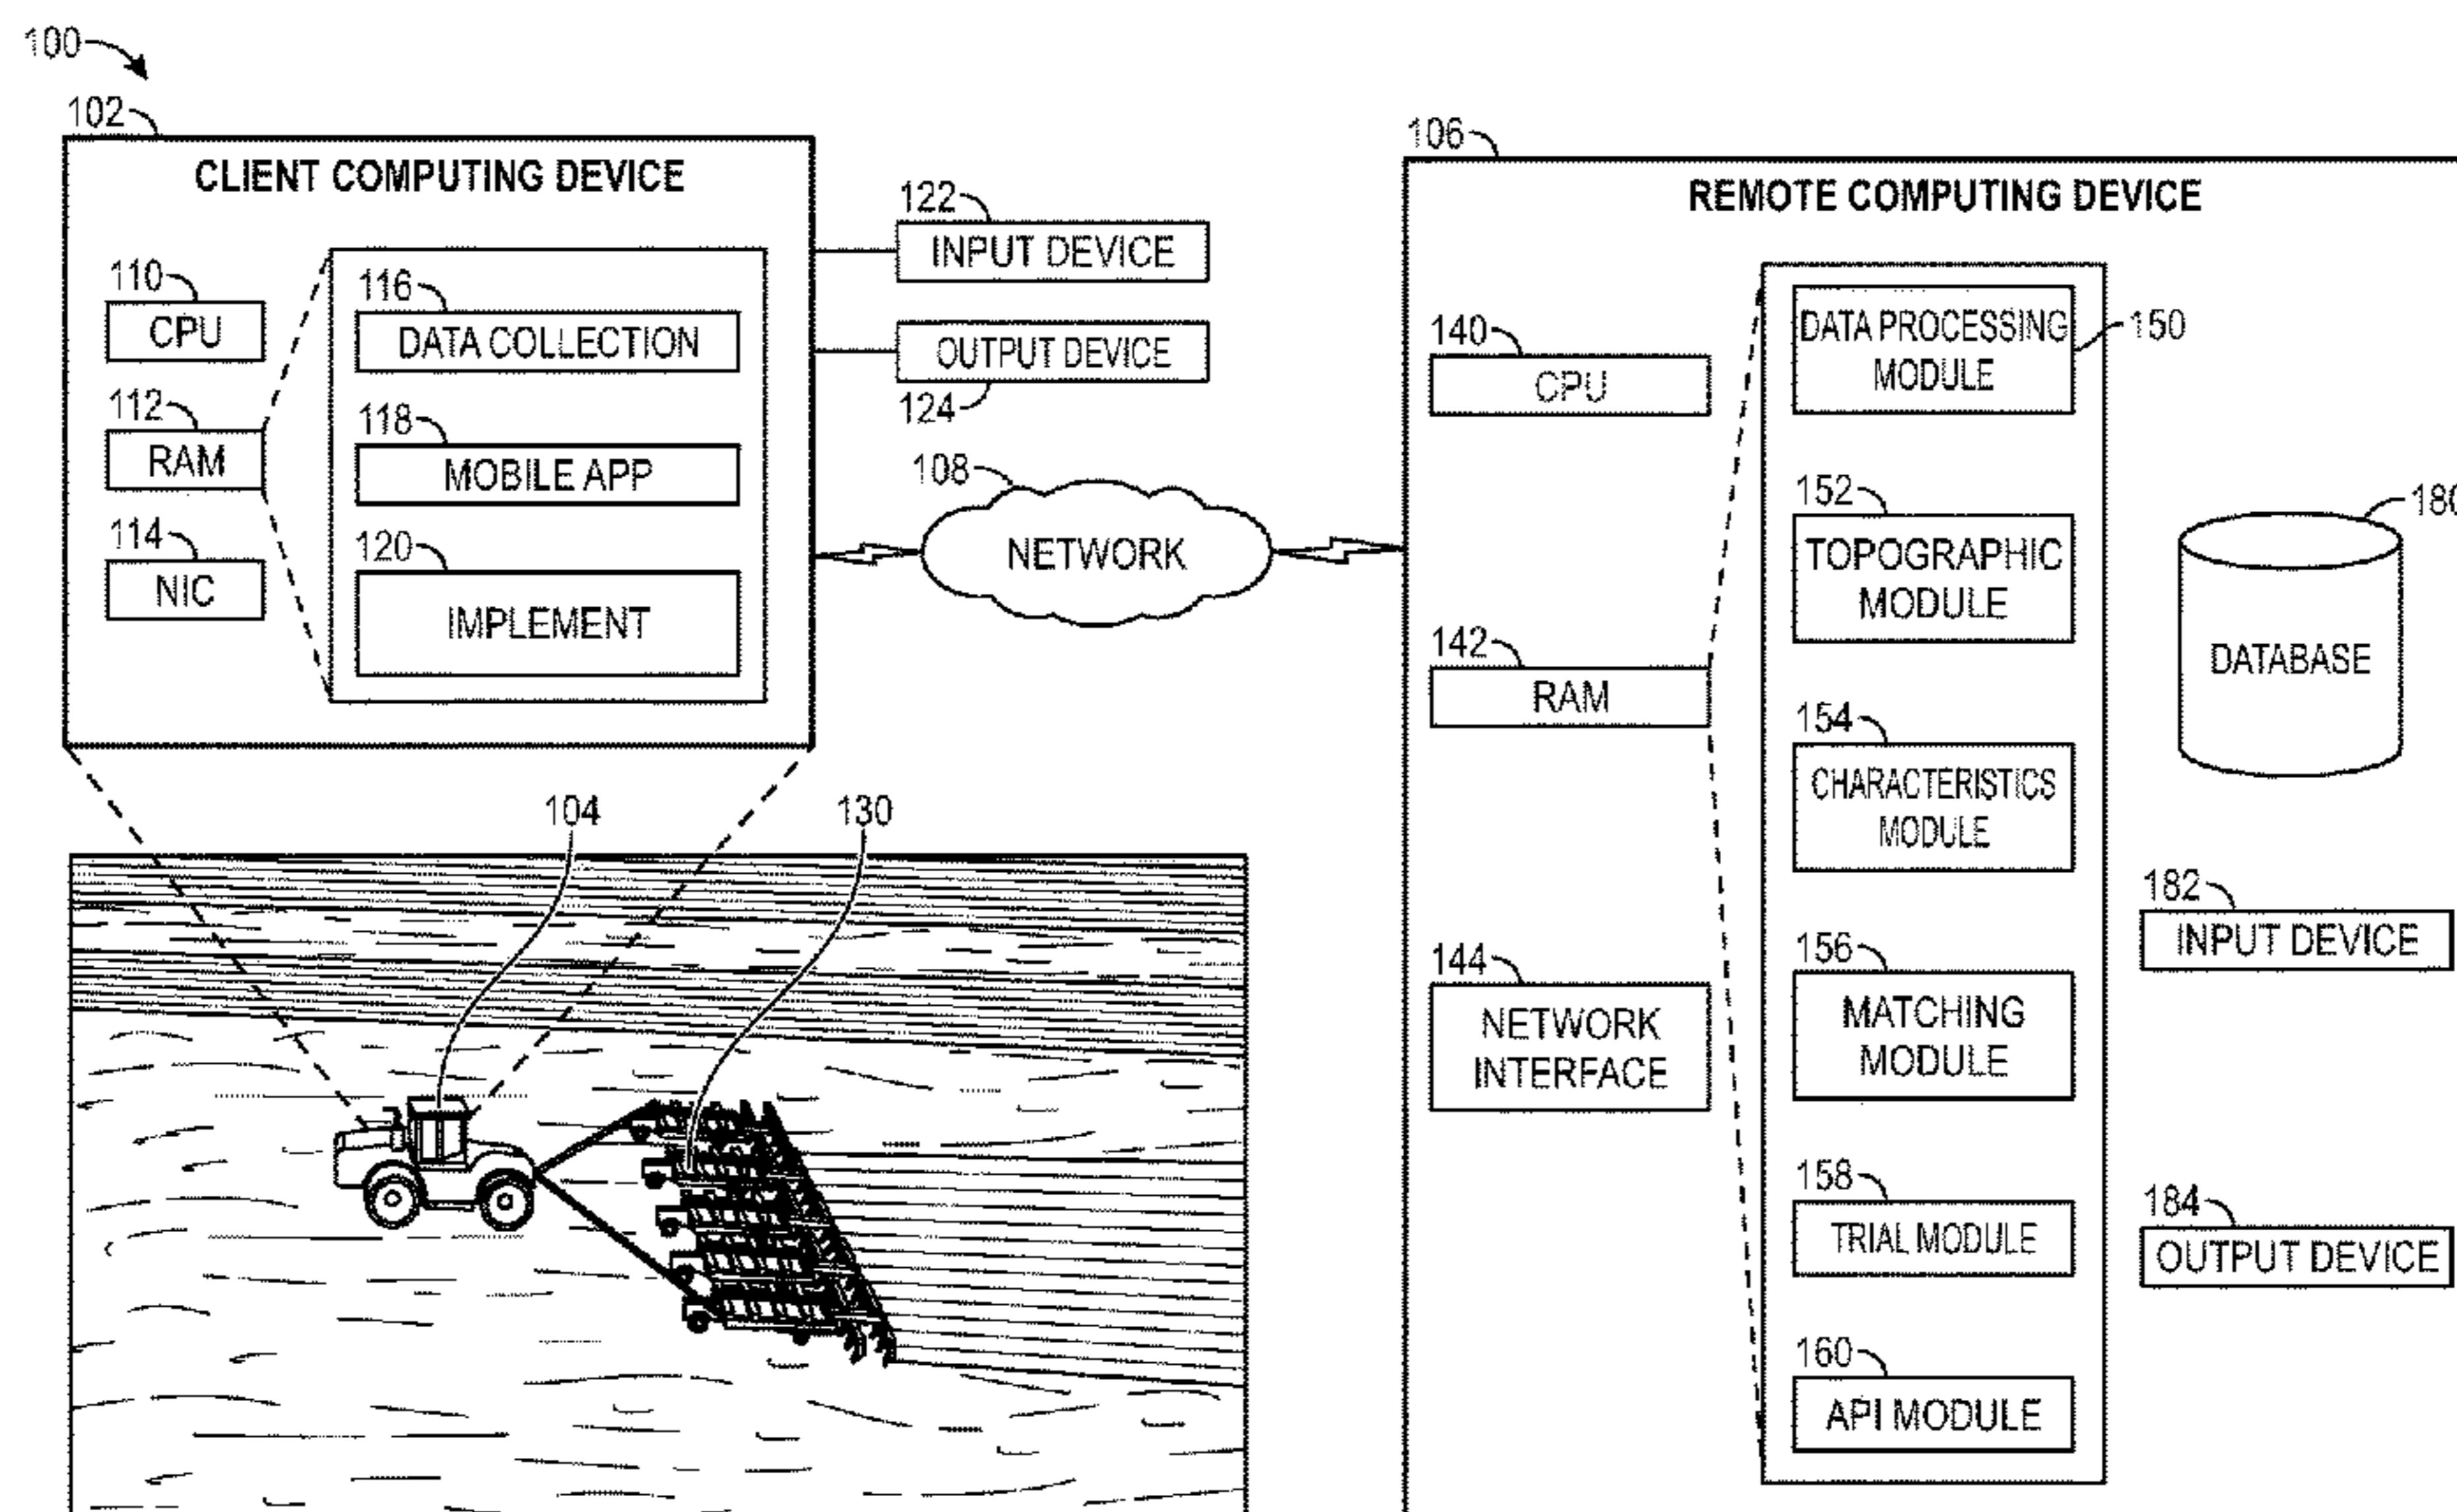 100
102
CLIENT COMPUTING DEVICE
110
CPU
112
RAM
114
NIC
116
DATA COLLECTION
118
MOBILE APP
120
IMPLEMENT
122
INPUT DEVICE
OUTPUT DEVICE
124
108
NETWORK
104
130
106
REMOTE COMPUTING DEVICE
140
CPU
142
RAM
144
NETWORK
INTERFACE
DATA PROCESSING
MODULE
150
152
TOPOGRAPHIC
MODULE
154
CHARACTERISTICS
MODULE
156
MATCHING
MODULE
158
TRIAL MODULE
160
API MODULE
180
DATABASE
182
INPUT DEVICE
184
OUTPUT DEVICE